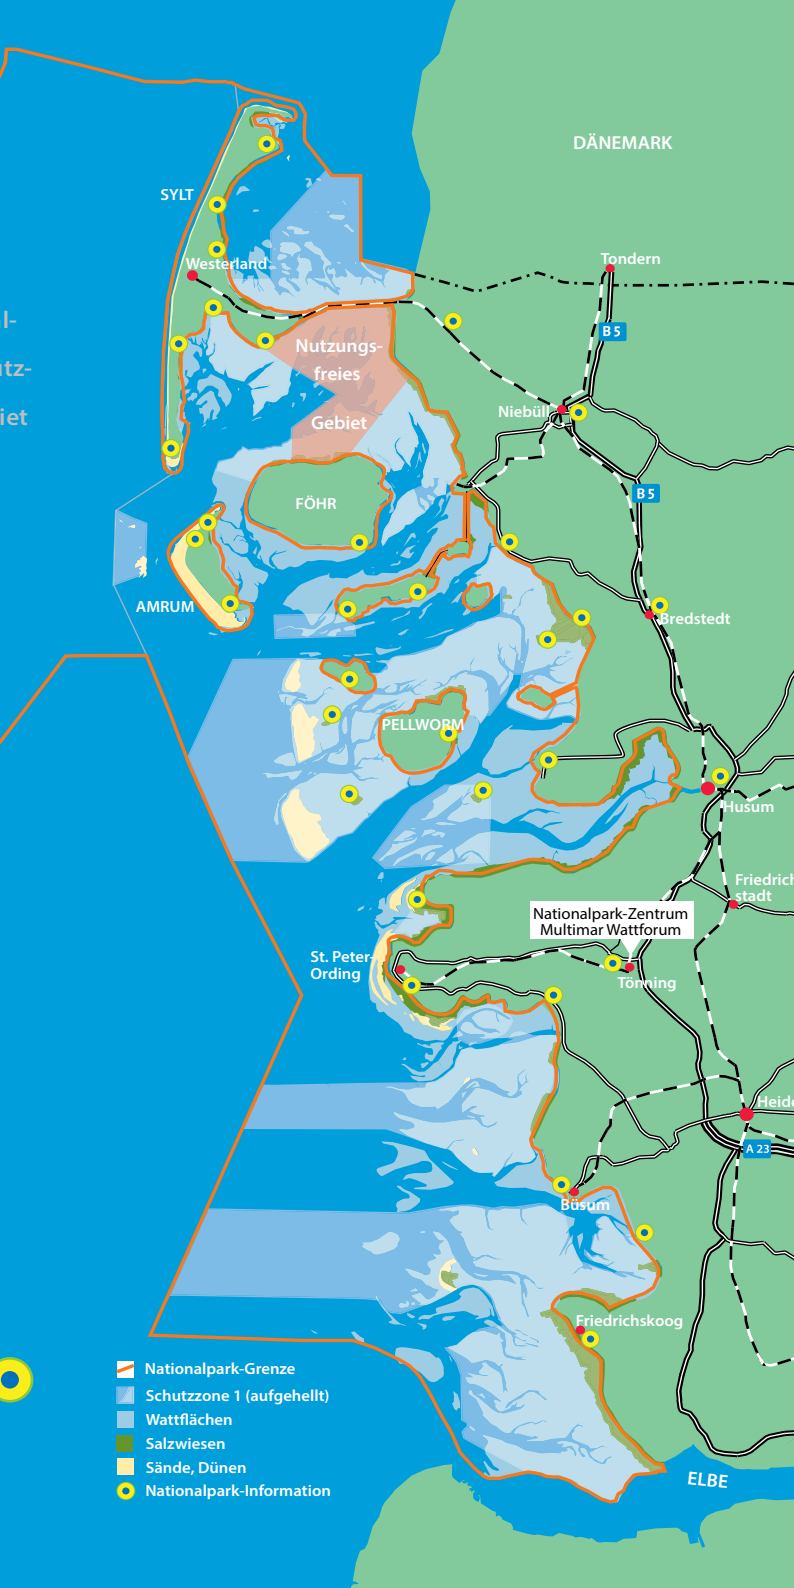 DÄNEMARK
SYLT
Westerland
Tondern
B 5
Nutzungs-
freies
Gebiet
Niebüll
B 5
FÖHR
AMRUM
Bredstedt
PELLWORM
Husum
Friedrich
stadt
Nationalpark-Zentrum
Multimar Wattforum
St. Peter-
Ording
Tönning
Heide
A 23
Büsum
Friedrichskoog
ELBE
Nationalpark-Grenze
Schutzzone 1 (aufgehellt)
Wattflächen
Salzwiesen
Sände, Dünen
Nationalpark-Information